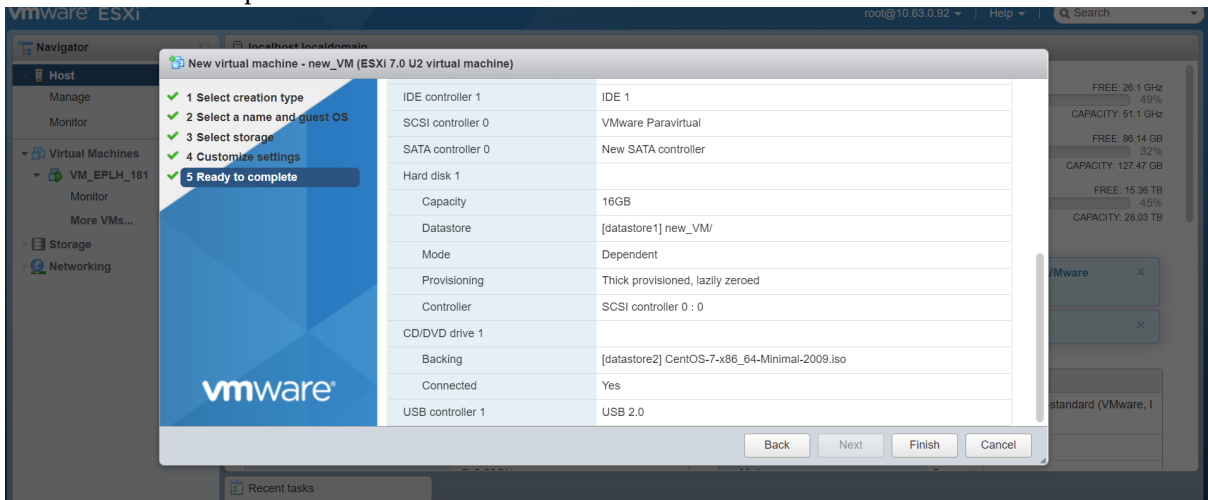 vmware ESXi
root@10.63.0.92 | Help | Search
Navigator
localhost.localdomain
Host
Manage
Monitor
Virtual Machines
VM_EPLH_181
Monitor
More VMs...
Storage
Networking
New virtual machine - new_VM (ESXi 7.0 U2 virtual machine)
1 Select creation type
2 Select a name and guest OS
3 Select storage
4 Customize settings
5 Ready to complete
vmware
IDE controller 1 IDE 1
SCSI controller 0 VMware Paravirtual
SATA controller 0 New SATA controller
Hard disk 1
Capacity 16GB
Datastore [datastore1] new_VM/
Mode Dependent
Provisioning Thick provisioned, lazily zeroed
Controller SCSI controller 0 : 0
CD/DVD drive 1
Backing [datastore2] CentOS-7-x86_64-Minimal-2009.iso
Connected Yes
USB controller 1 USB 2.0
Back Next Finish Cancel
FREE: 26.1 GHz
49%
CAPACITY: 51.1 GHz
FREE: 86.14 GB
32%
CAPACITY: 127.47 GB
FREE: 15.36 TB
45%
CAPACITY: 28.03 TB
VMware
standard (VMware, I
Recent tasks